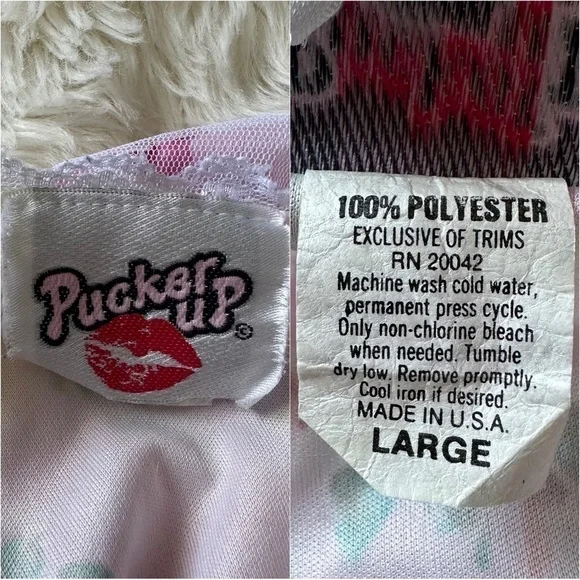 Pucker
UP
©
100% POLYESTER
EXCLUSIVE OF TRIMS
RN 20042
Machine wash cold water,
permanent press cycle.
Only non-chlorine bleach
when needed. Tumble
dry low. Remove promptly.
Cool iron if desired.
MADE IN U.S.A.
LARGE